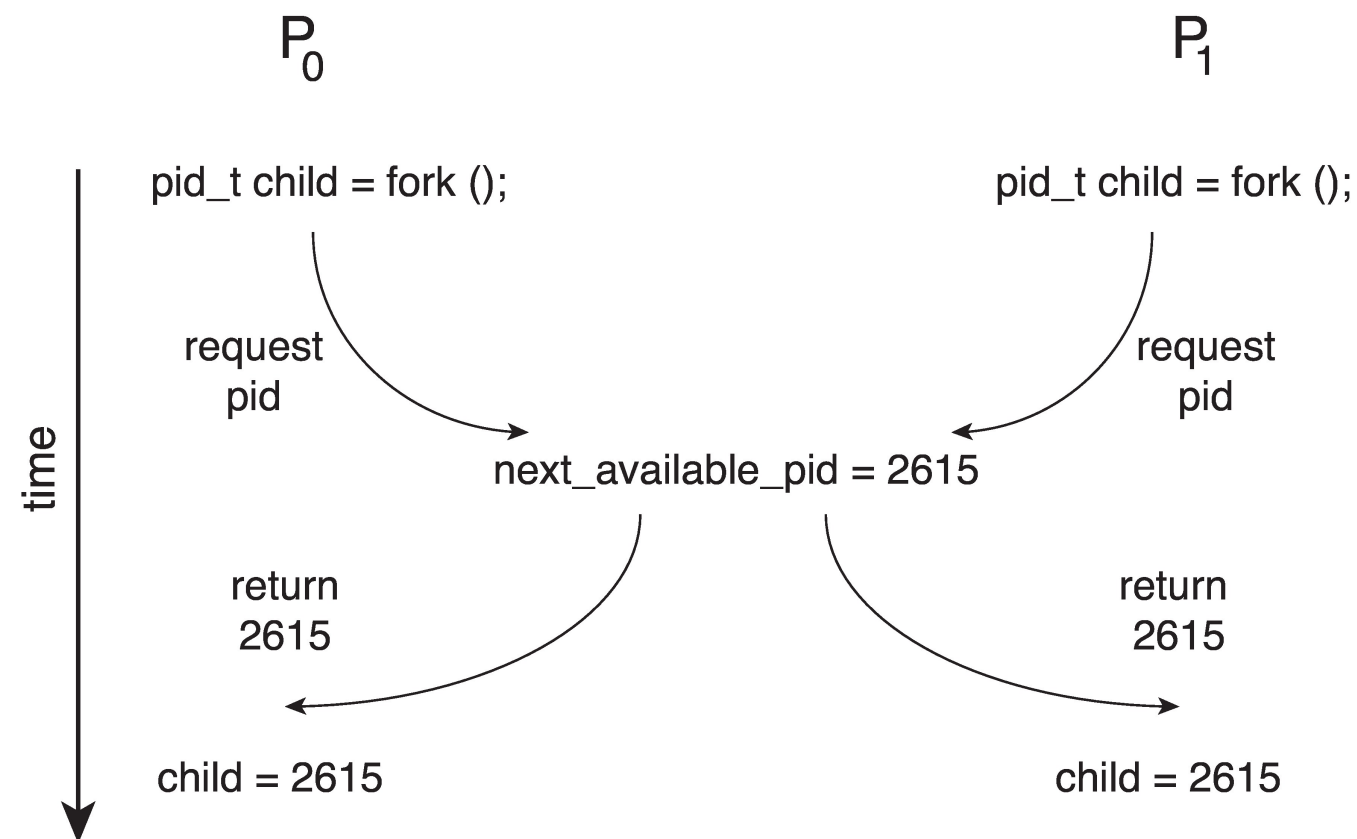 P0
P1
pid_t child = fork ();
pid_t child = fork ();
request
pid
request
pid
next_available_pid = 2615
time
return
2615
return
2615
child = 2615
child = 2615